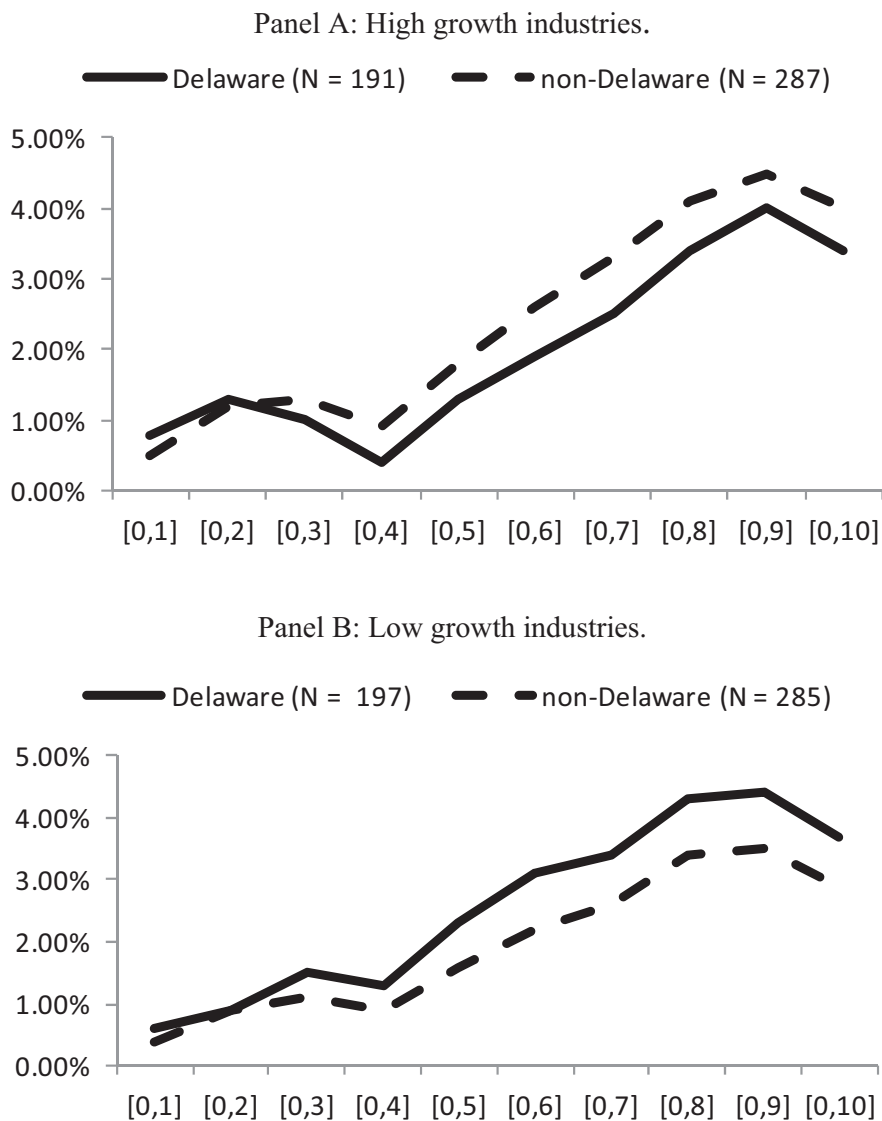 Panel A: High growth industries.
Delaware (N = 191) non-Delaware (N = 287)
5.00%
4.00%
3.00%
2.00%
1.00%
0.00%
[0,1] [0,2] [0,3] [0,4] [0,5] [0,6] [0,7] [0,8] [0,9] [0,10]
Panel B: Low growth industries.
Delaware (N = 197) non-Delaware (N = 285)
5.00%
4.00%
3.00%
2.00%
1.00%
0.00%
[0,1] [0,2] [0,3] [0,4] [0,5] [0,6] [0,7] [0,8] [0,9] [0,10]